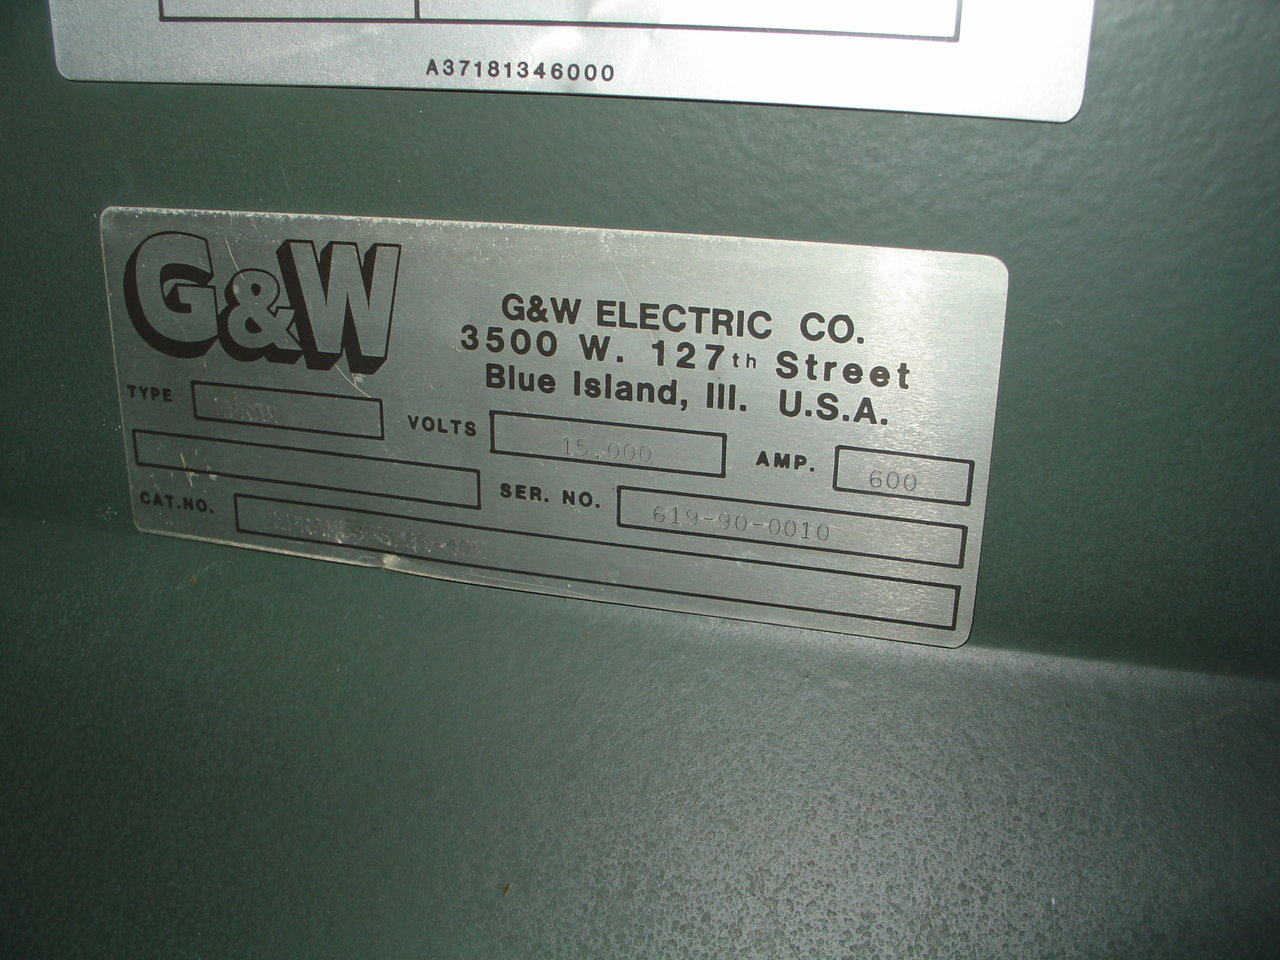 A37181346000
G&W
G&W ELECTRIC CO.
3500 W. 127th Street
Blue Island, Ill. U.S.A.
TYPE
VOLTS 15,000
AMP. 600
SER. NO. 619-90-0010
CAT.NO.